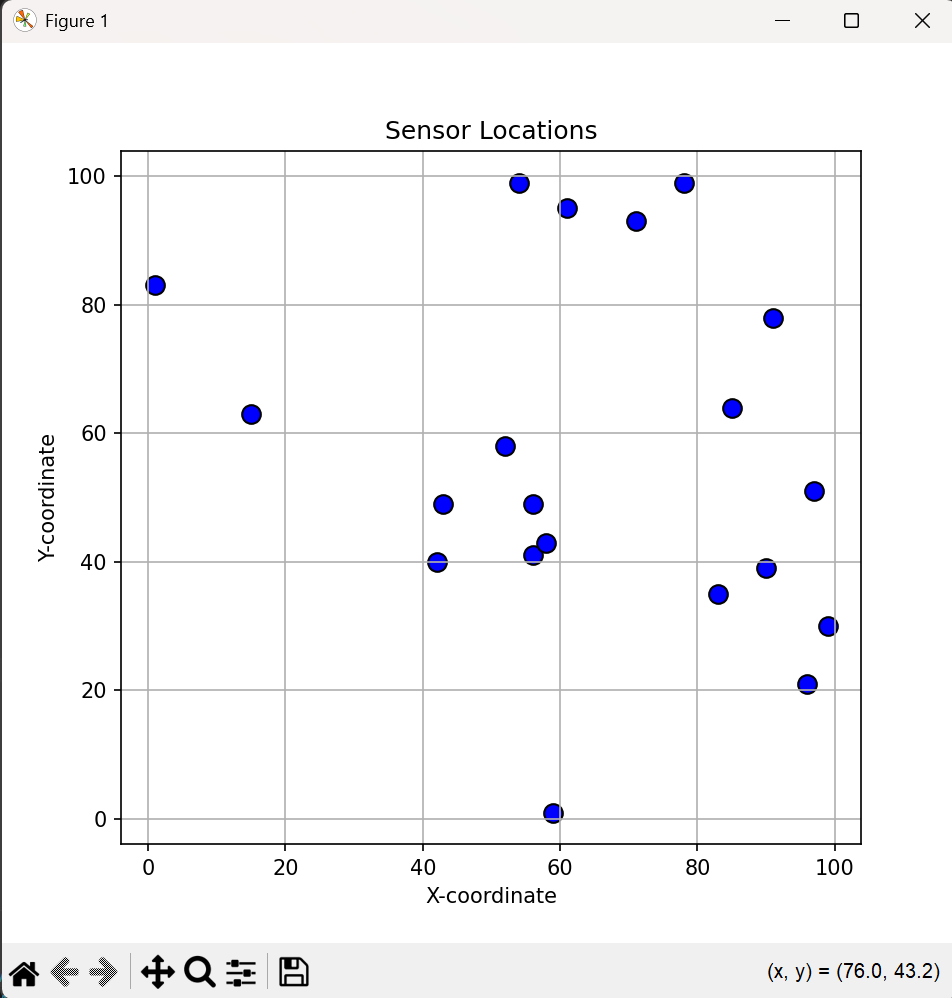 Figure 1
Sensor Locations
100
80
60
40
20
0
Y-coordinate
0 20 40 60 80 100
X-coordinate
(x, y) = (76.0, 43.2)